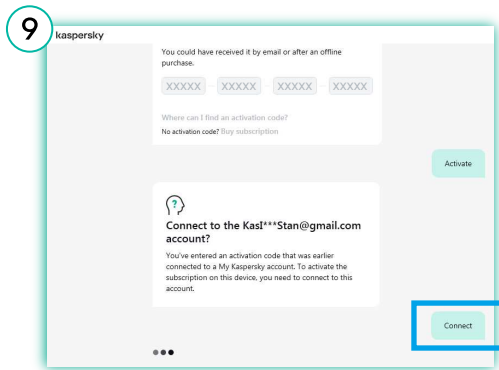 9
kaspersky
You could have received it by email or after an offline
purchase.
XXXXX XXXXX XXXXX XXXXX
Where can I find an activation code?
No activation code? Buy subscription
Activate
?
Connect to the KasI***Stan@gmail.com
account?
You've entered an activation code that was earlier
connected to a My Kaspersky account. To activate the
subscription on this device, you need to connect to this
account.
Connect